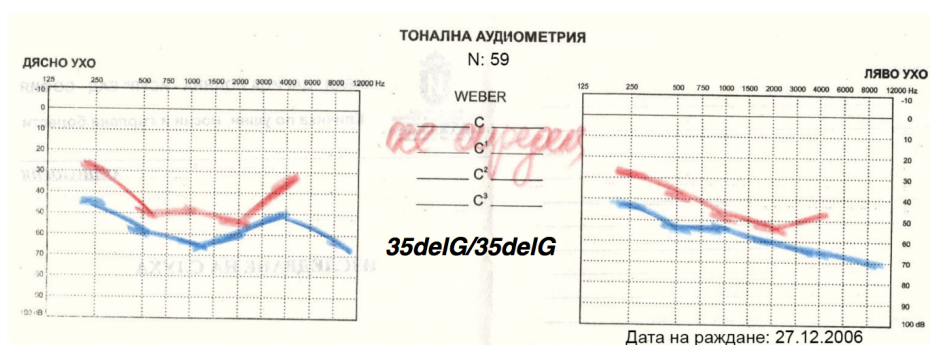 ТОНАЛНА АУДИОМЕТРИЯ
N: 59
ДЯСНО УХО
125 250 500 750 1000 1500 2000 3000 4000 6000 8000 12000 Hz
-10
0
10
20
30
40
50
60
70
80
90
100 dB
WEBER
C
C¹
C²
C³
не определя
35delG/35delG
ЛЯВО УХО
125 250 500 750 1000 1500 2000 3000 4000 6000 8000 12000 Hz
-10
0
20
30
40
50
60
70
80
90
100 dB
Дата на раждане: 27.12.2006